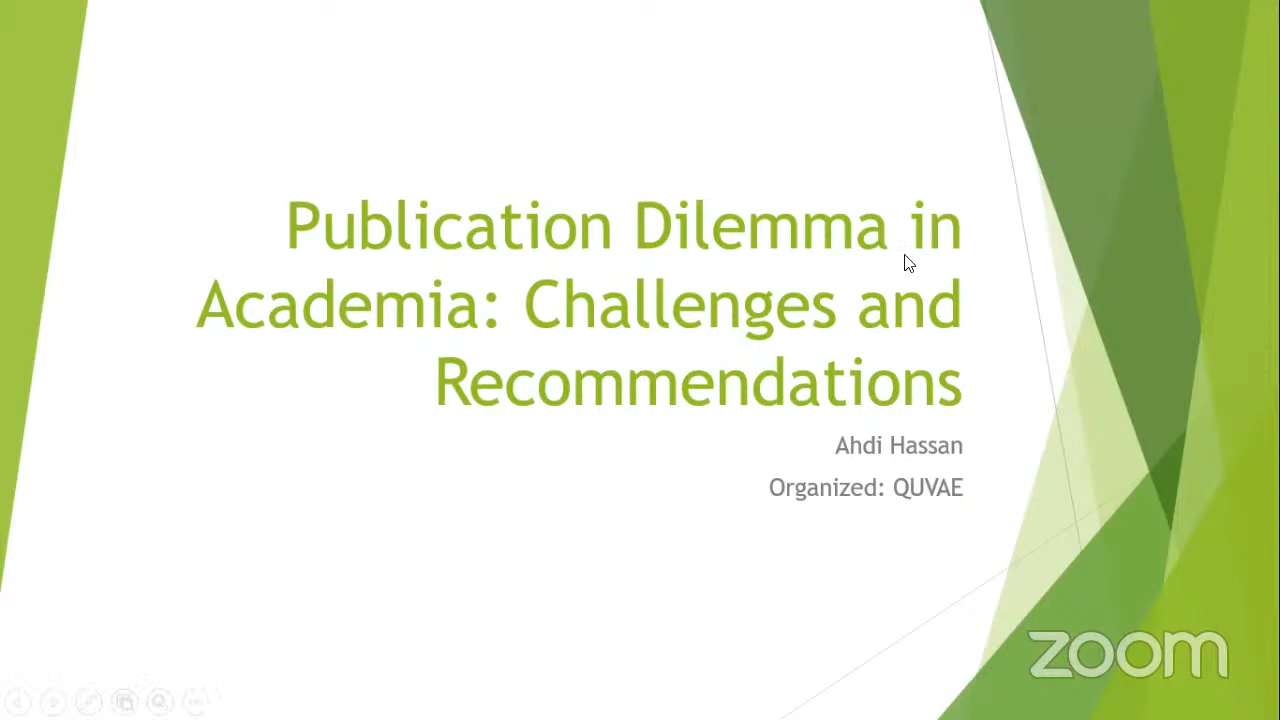 Publication Dilemma in
Academia: Challenges and
Recommendations
Ahdi Hassan
Organized: QUVAE
zoom